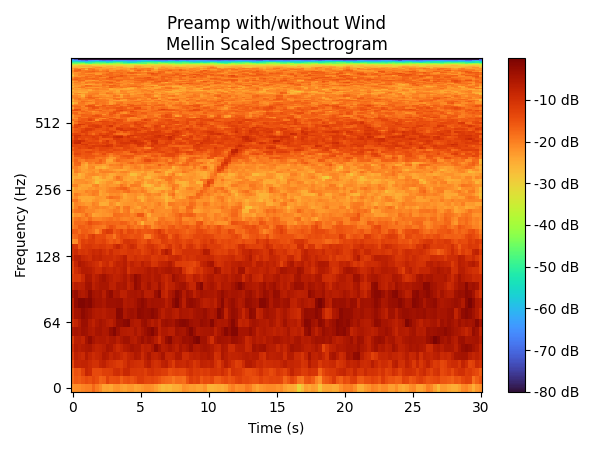 Preamp with/without Wind
Mellin Scaled Spectrogram
Frequency (Hz)
512
256
128
64
0
0 5 10 15 20 25 30
Time (s)
-10 dB
-20 dB
-30 dB
-40 dB
-50 dB
-60 dB
-70 dB
-80 dB